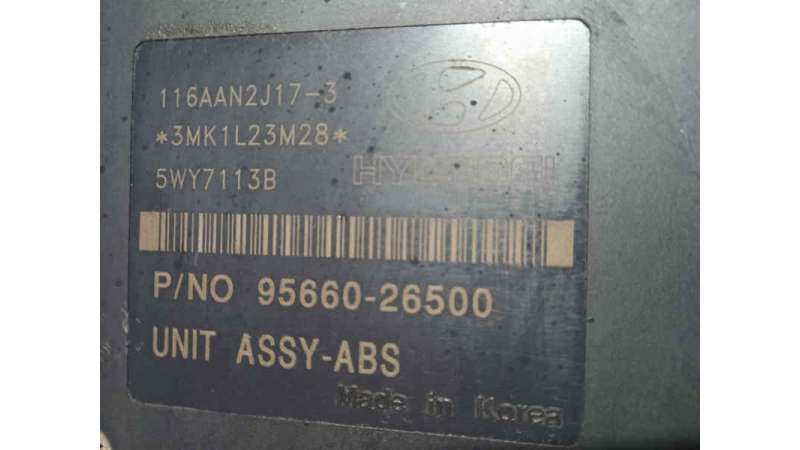 116AAN2J17-3
*3MK1L23M28*
5WY7113B
HYUNDAI
P/NO 95660-26500
UNIT ASSY-ABS
Made in Korea